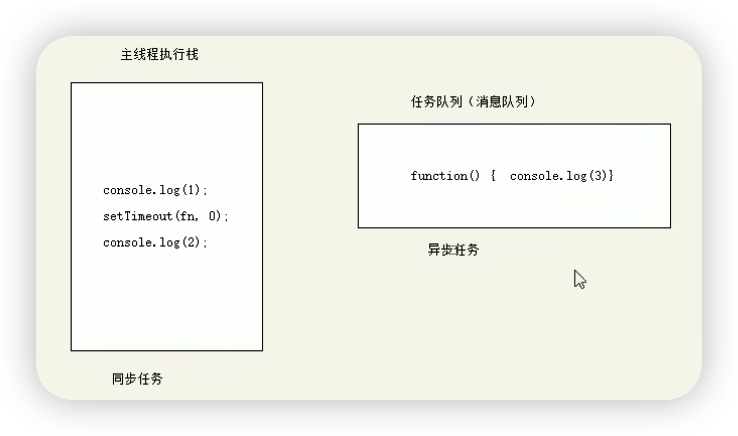 主线程执行栈
console.log(1);
setTimeout(fn, 0);
console.log(2);
同步任务
任务队列（消息队列）
function() { console.log(3)}
异步任务